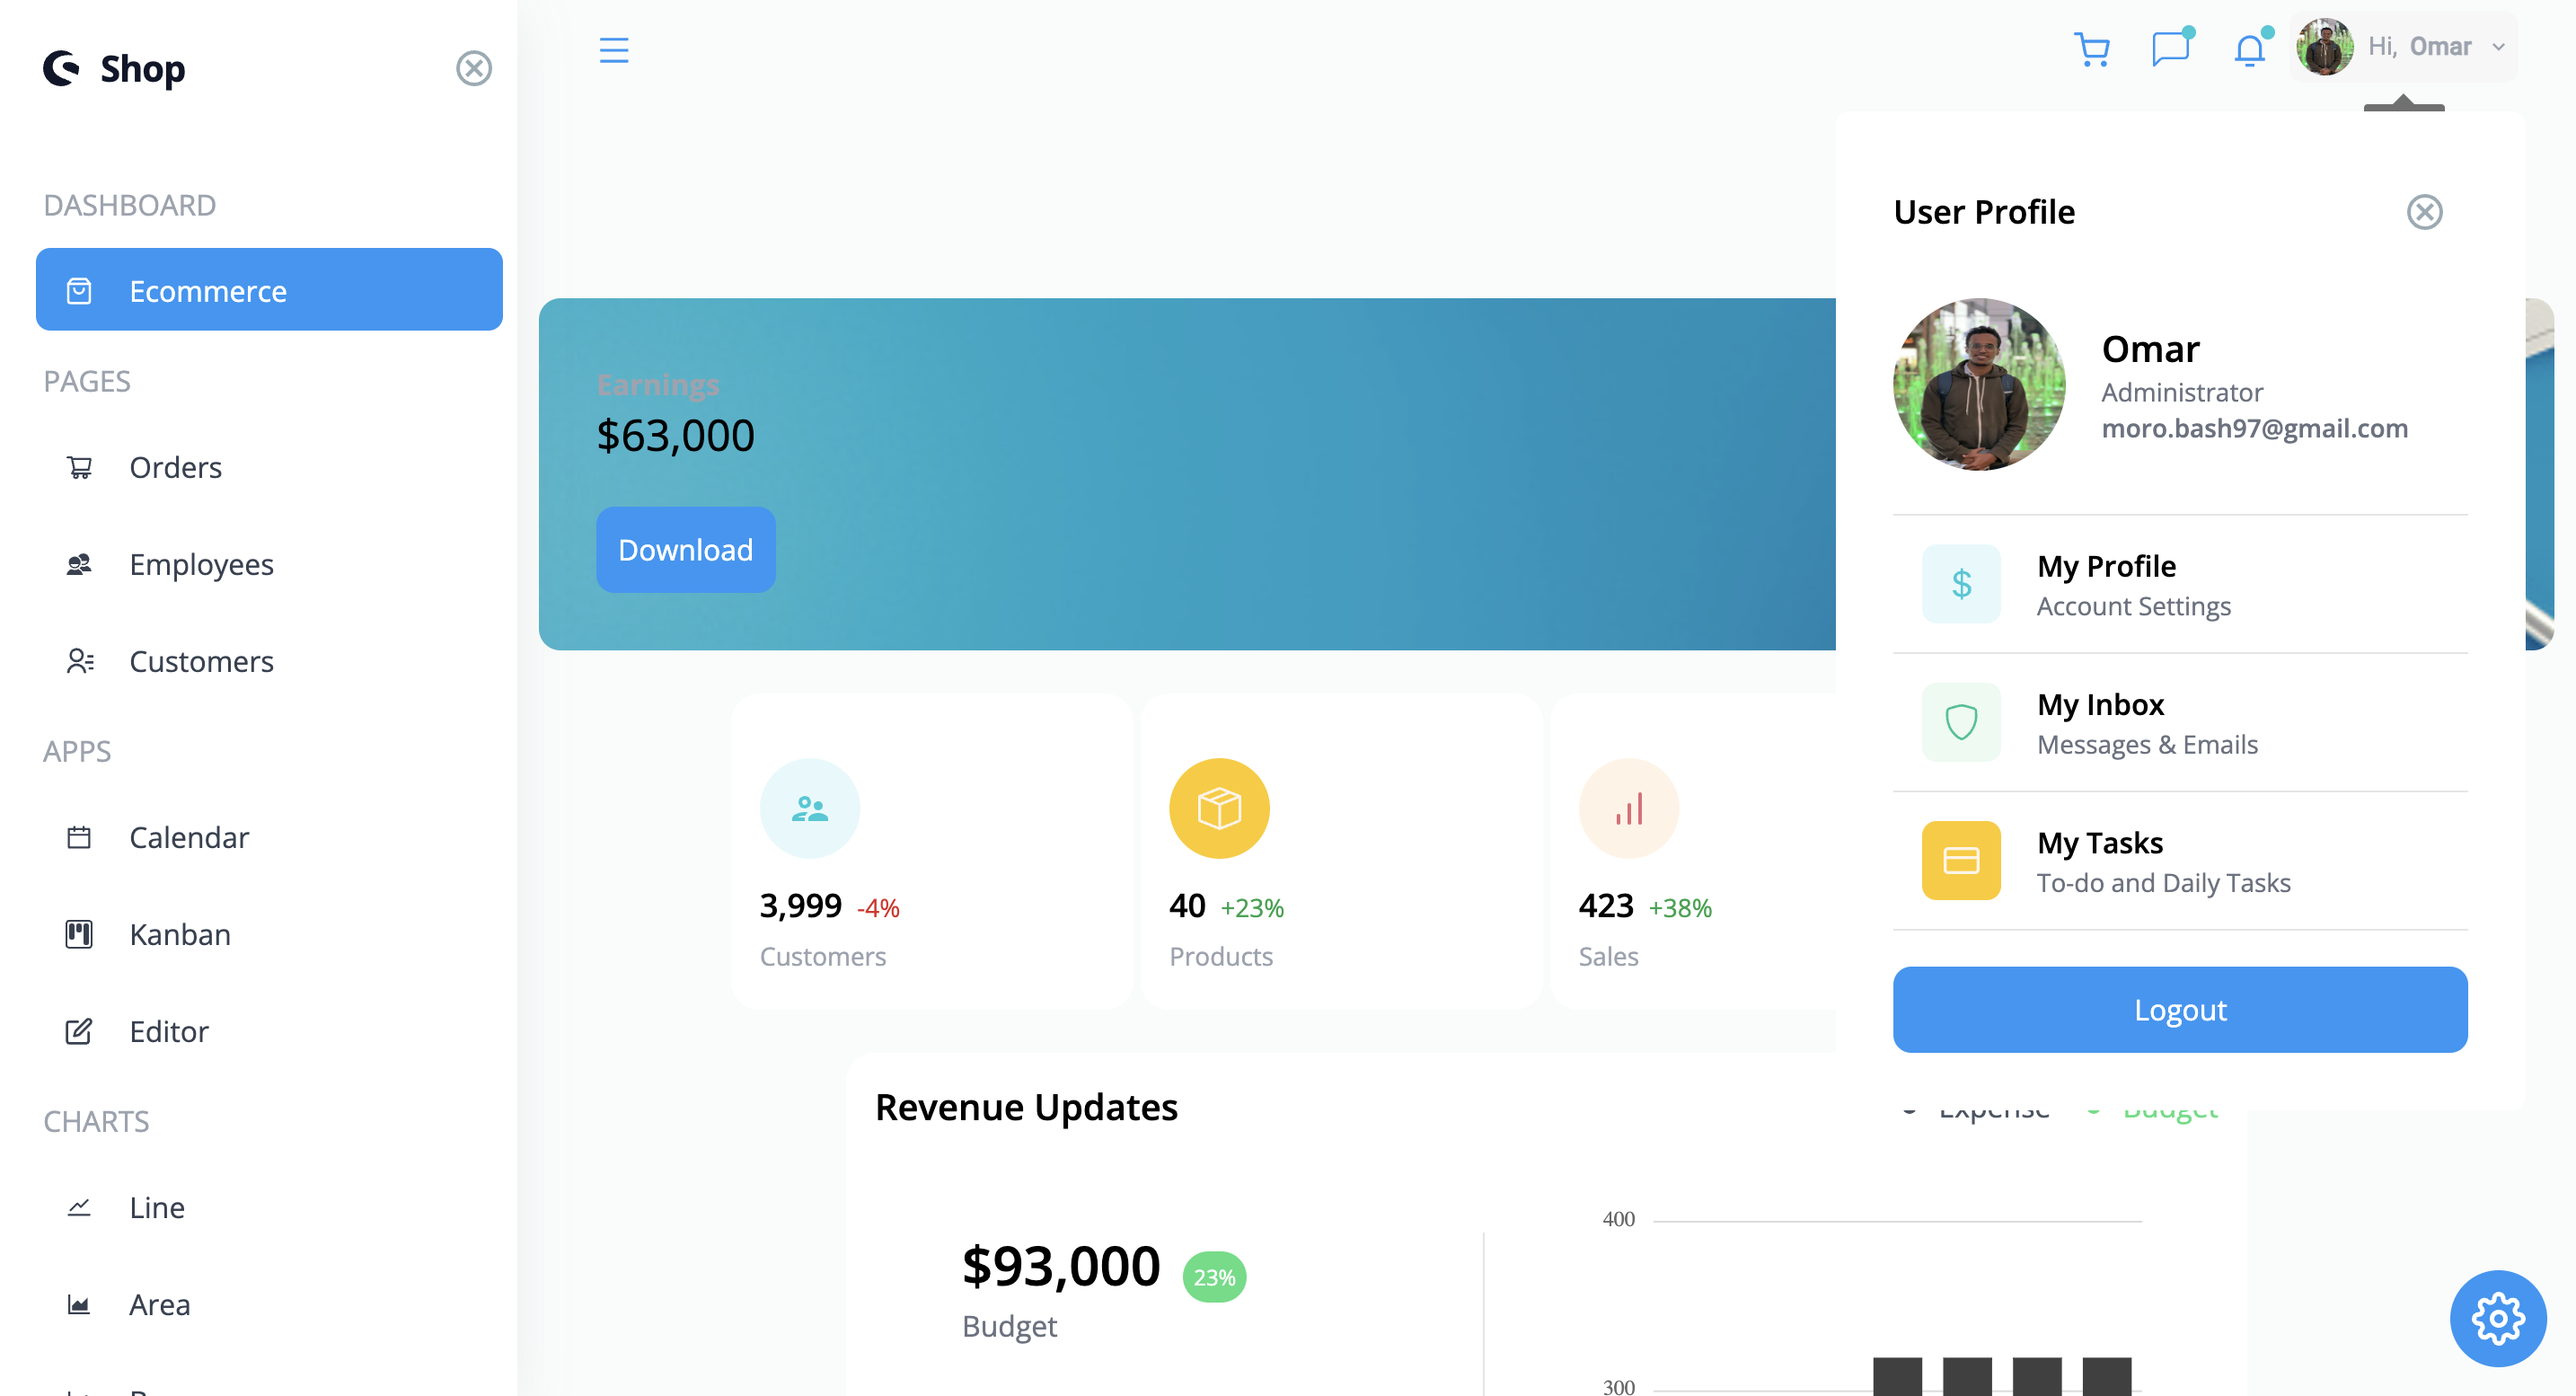 Shop
DASHBOARD
Ecommerce
PAGES
Orders
Employees
Customers
APPS
Calendar
Kanban
Editor
CHARTS
Line
Area
Hi, Omar
Earnings
$63,000
Download
3,999 -4%
Customers
40 +23%
Products
423 +38%
Sales
Revenue Updates
Expense
Budget
$93,000 23%
Budget
400
300
User Profile
Omar
Administrator
moro.bash97@gmail.com
My Profile
Account Settings
My Inbox
Messages & Emails
My Tasks
To-do and Daily Tasks
Logout